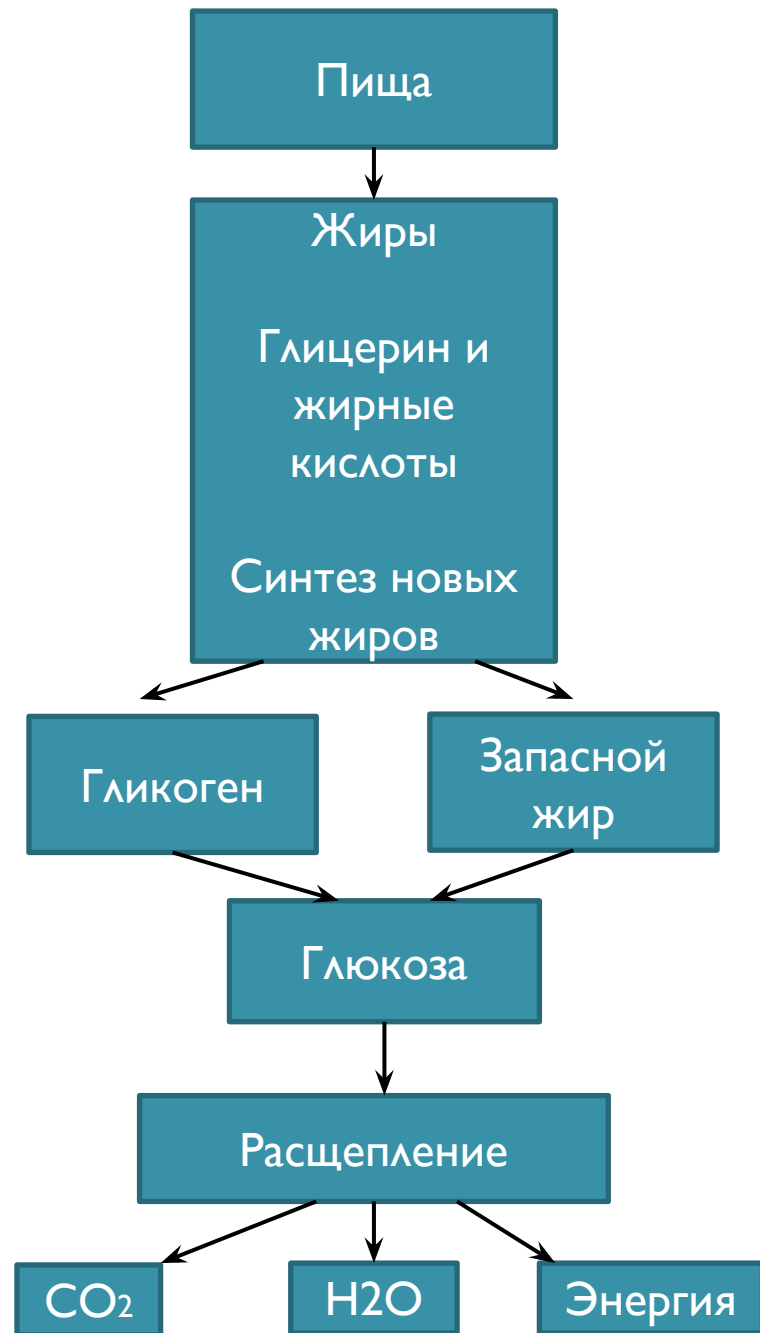 Пища
Жиры
Глицерин и
жирные
кислоты
Синтез новых
жиров
Гликоген
Запасной
жир
Глюкоза
Расщепление
CO₂
H2O
Энергия